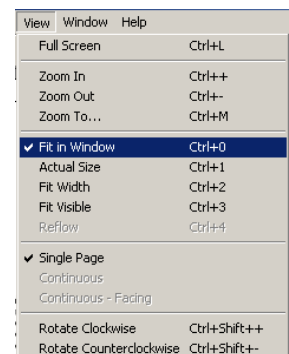 View Window Help
Full Screen Ctrl+L
Zoom In Ctrl++
Zoom Out Ctrl+-
Zoom To... Ctrl+M
Fit in Window Ctrl+0
Actual Size Ctrl+1
Fit Width Ctrl+2
Fit Visible Ctrl+3
Reflow Ctrl+4
Single Page
Continuous
Continuous - Facing
Rotate Clockwise Ctrl+Shift++
Rotate Counterclockwise Ctrl+Shift+-